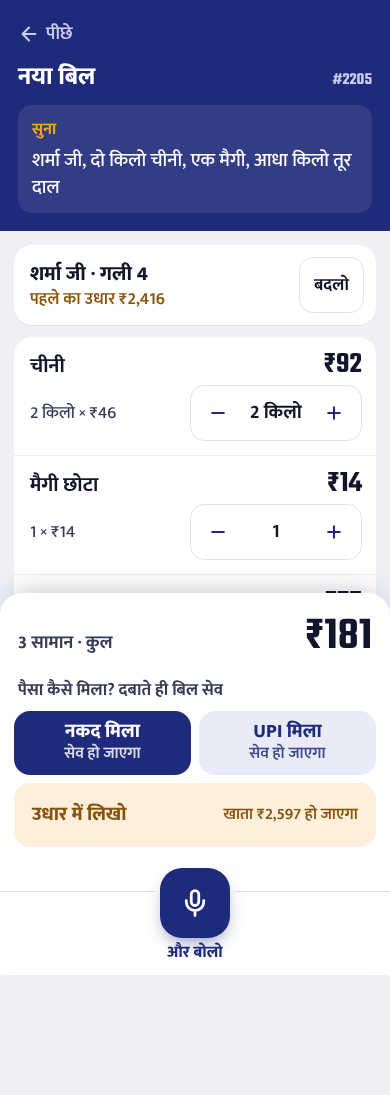 पीछे
नया बिल
#2205
सुना
शर्मा जी, दो किलो चीनी, एक मैगी, आधा किलो तूर
दाल
शर्मा जी · गली 4
पहले का उधार ₹2,416
बदलो
चीनी
₹92
2 किलो × ₹46
− 2 किलो +
मैगी छोटा
₹14
1 × ₹14
− 1 +
3 सामान · कुल
₹181
पैसा कैसे मिला? दबाते ही बिल सेव
नकद मिला
सेव हो जाएगा
UPI मिला
सेव हो जाएगा
उधार में लिखो
खाता ₹2,597 हो जाएगा
और बोलो